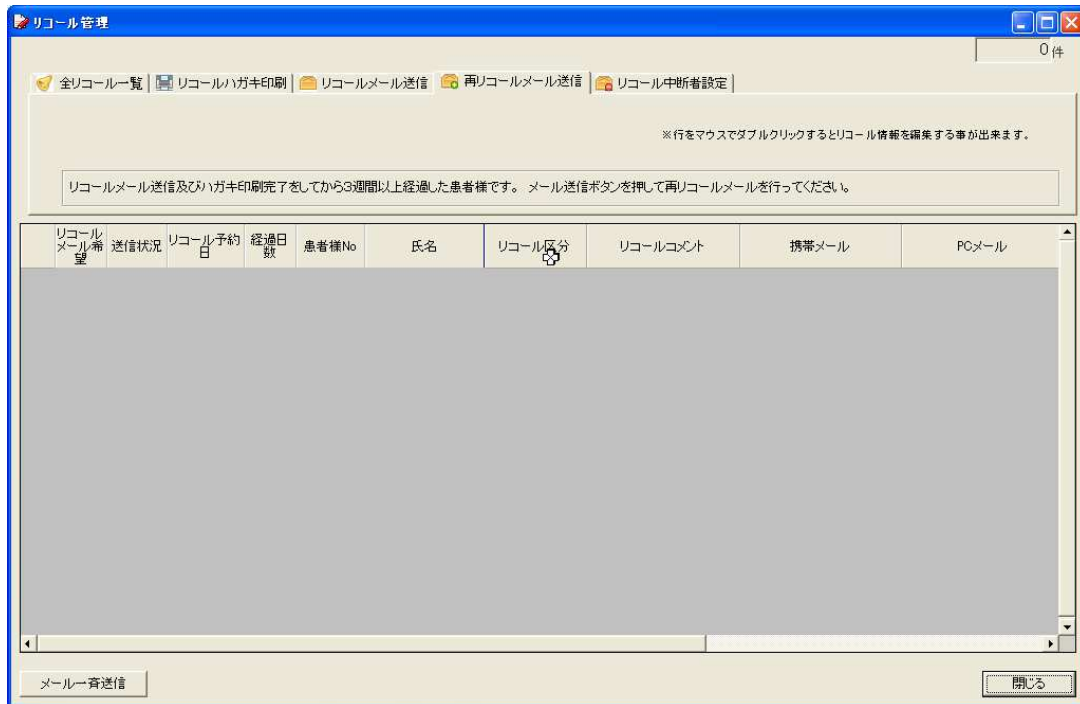 リコール管理
0件
全リコール一覧 リコールハガキ印刷 リコールメール送信 再リコールメール送信 リコール中断者設定
※行をマウスでダブルクリックするとリコール情報を編集する事が出来ます。
リコールメール送信及びハガキ印刷完了をしてから3週間以上経過した患者様です。 メール送信ボタンを押して再リコールメールを行ってください。
リコールメール希望 送信状況 リコール予約日 経過日数 患者様No 氏名 リコール区分 リコールコメント 携帯メール PCメール
メール一斉送信 閉じる